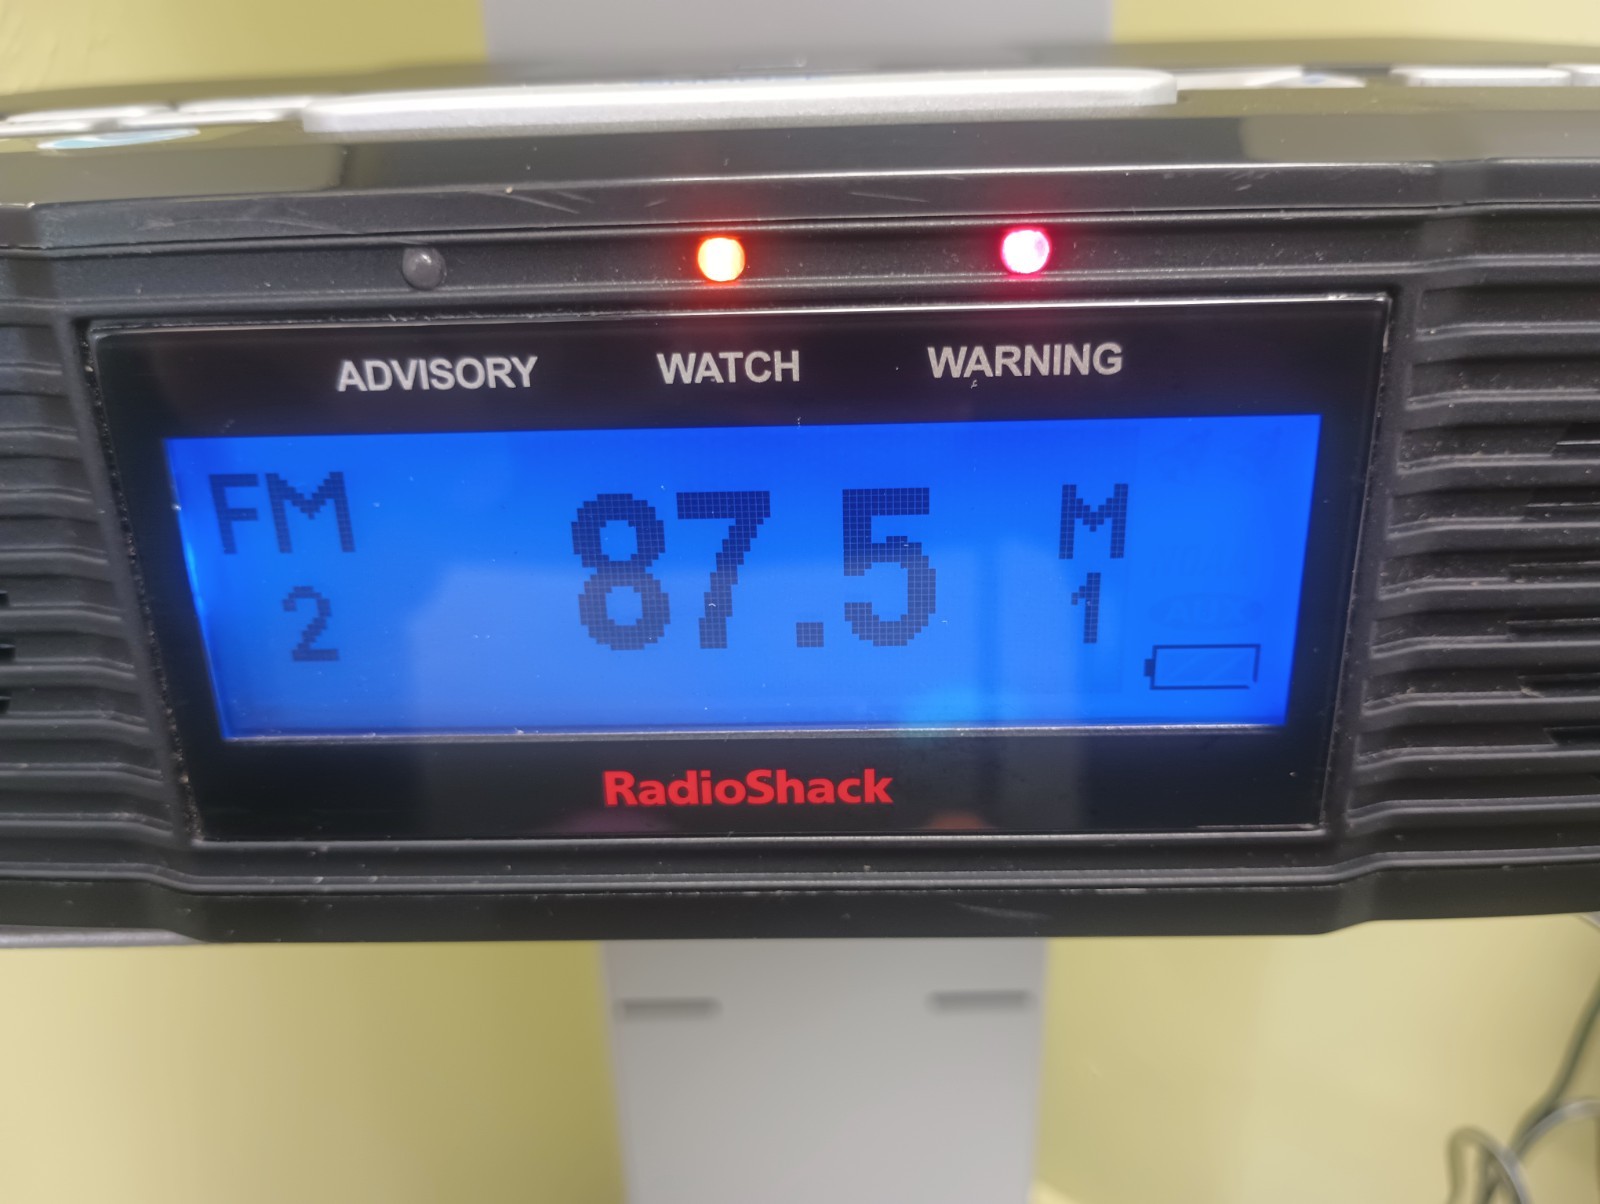 ADVISORY WATCH WARNING
FM 87.5 M
2 1
RadioShack